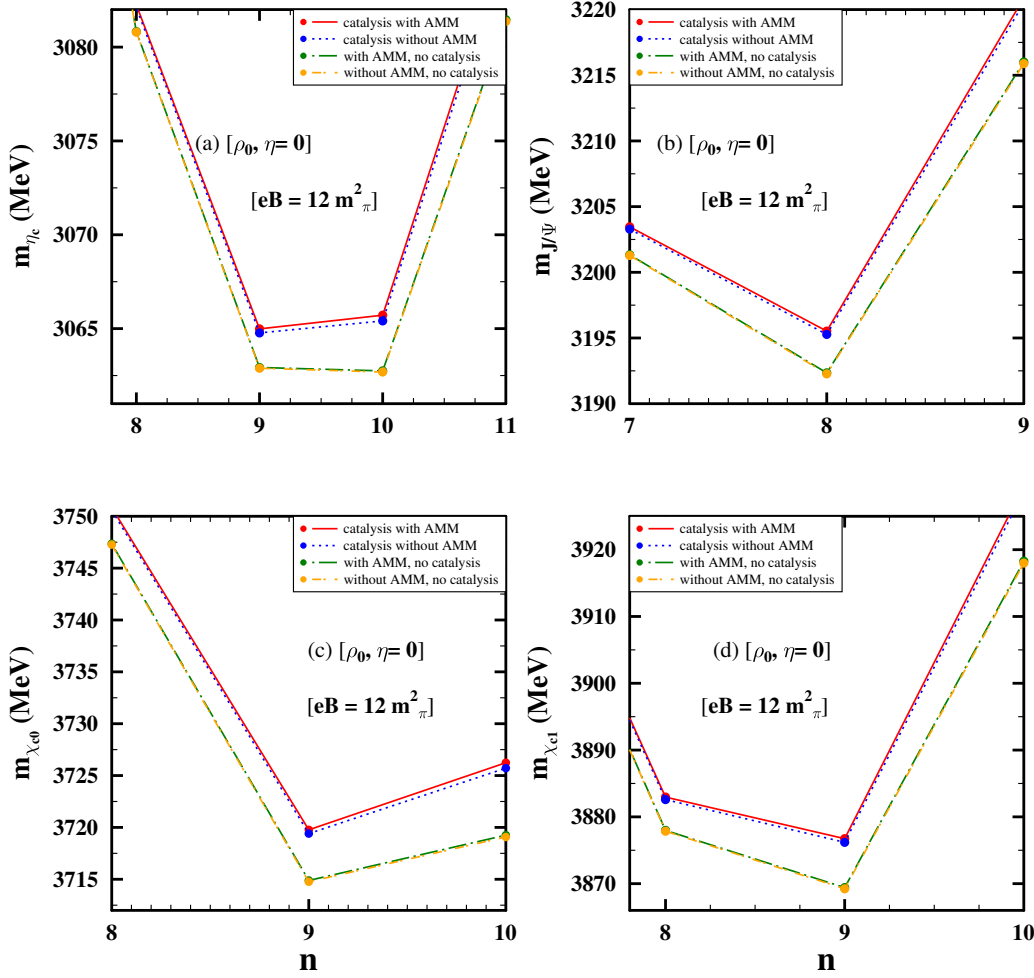 catalysis with AMM
catalysis without AMM
with AMM, no catalysis
without AMM, no catalysis
(a) [ρ₀, η= 0]
[eB = 12 m²π]
m_ηc (MeV)
3080
3075
3070
3065
8
9
10
11
catalysis with AMM
catalysis without AMM
with AMM, no catalysis
without AMM, no catalysis
(b) [ρ₀, η= 0]
[eB = 12 m²π]
m_J/Ψ (MeV)
3220
3215
3210
3205
3200
3195
3190
7
8
9
catalysis with AMM
catalysis without AMM
with AMM, no catalysis
without AMM, no catalysis
(c) [ρ₀, η= 0]
[eB = 12 m²π]
m_χc0 (MeV)
3750
3745
3740
3735
3730
3725
3720
3715
8
9
10
n
catalysis with AMM
catalysis without AMM
with AMM, no catalysis
without AMM, no catalysis
(d) [ρ₀, η= 0]
[eB = 12 m²π]
m_χc1 (MeV)
3920
3910
3900
3890
3880
3870
8
9
10
n